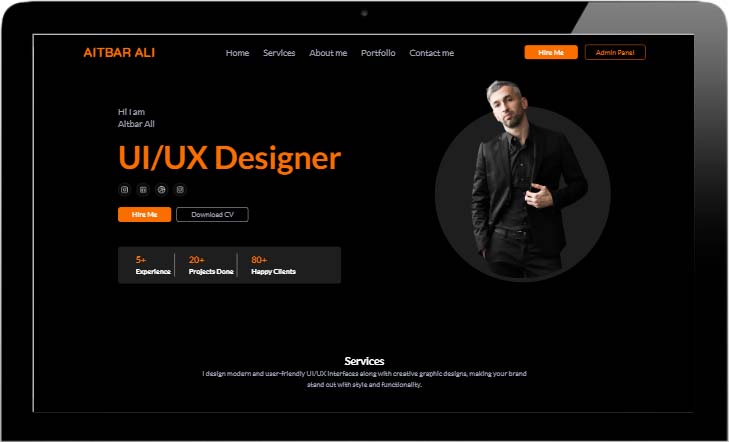 AITBAR ALI
Home Services About me Portfolio Contact me
Hire Me Admin Panel
Hi I am
Aitbar Ali
UI/UX Designer
Hire Me Download CV
5+ 20+ 80+
Experience Projects Done Happy Clients
Services
I design modern and user-friendly UI/UX interfaces along with creative graphic designs, making your brand
stand out with style and functionality.